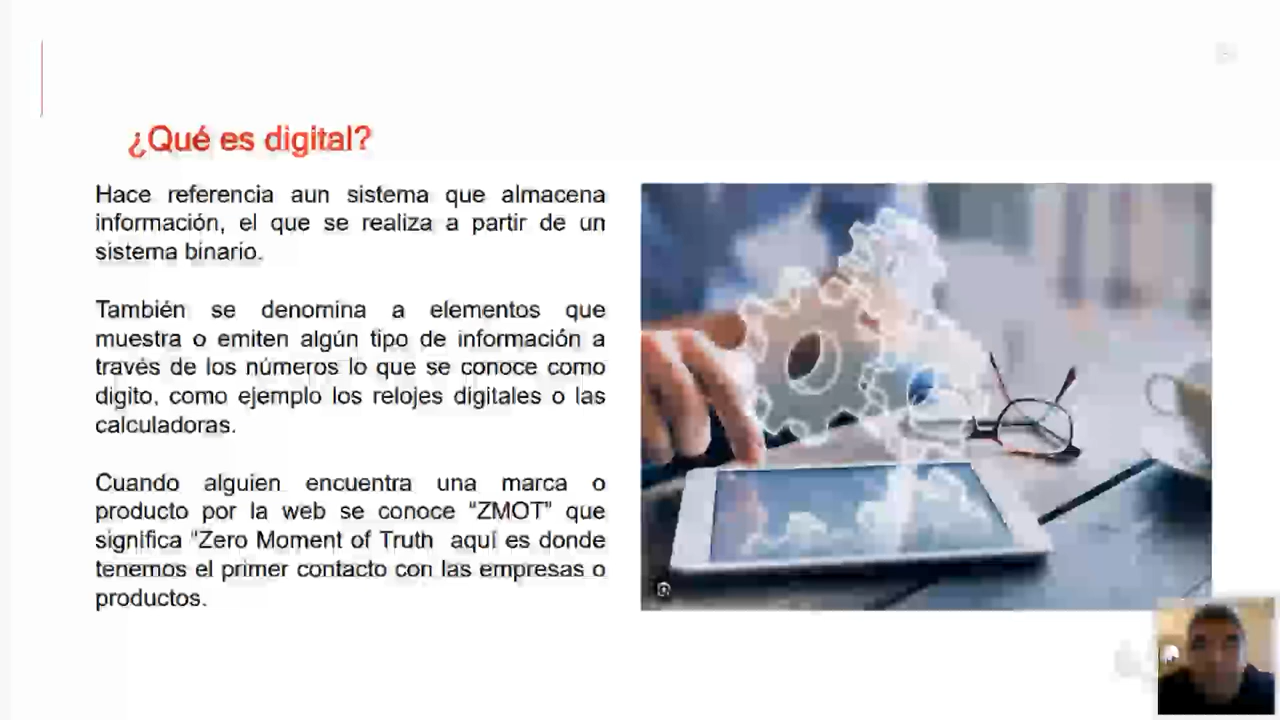 ¿Qué es digital?
Hace referencia aun sistema que almacena
información, el que se realiza a partir de un
sistema binario.
También se denomina a elementos que
muestra o emiten algún tipo de información a
través de los números lo que se conoce como
digito, como ejemplo los relojes digitales o las
calculadoras.
Cuando alguien encuentra una marca o
producto por la web se conoce “ZMOT” que
significa “Zero Moment of Truth aquí es donde
tenemos el primer contacto con las empresas o
productos.